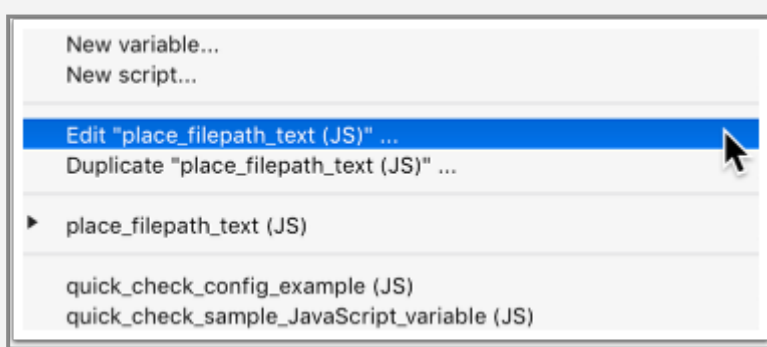 New variable...
New script...
Edit "place_filepath_text (JS)" ...
Duplicate "place_filepath_text (JS)" ...
place_filepath_text (JS)
quick_check_config_example (JS)
quick_check_sample_JavaScript_variable (JS)